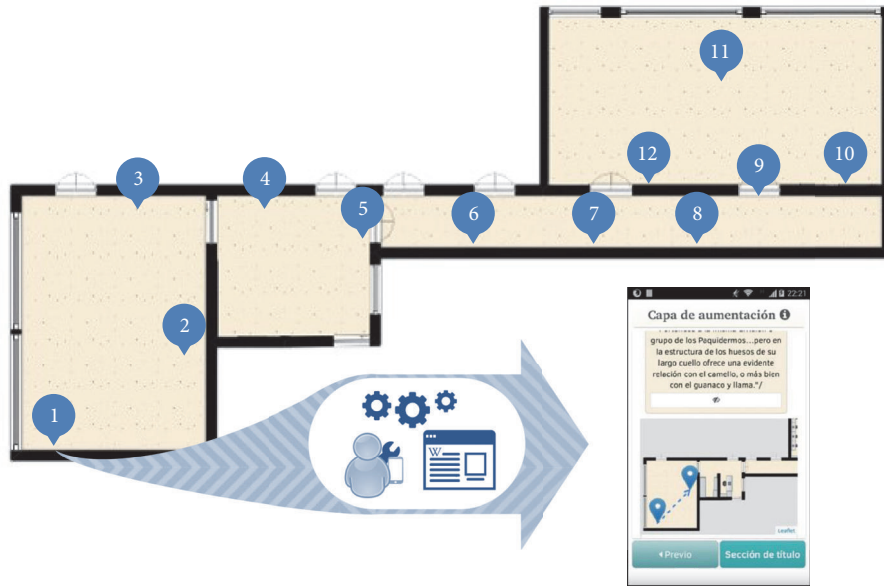 11
12
9
10
3
4
5
6
7
8
2
1
W
22:21
Capa de aumentación
grupo de los Paquidermos...pero en
la estructura de los huesos de su
largo cuello ofrece una evidente
relación con el camello, o más bien
con el guanaco y llama."/
Leaflet
Previo
Sección de título